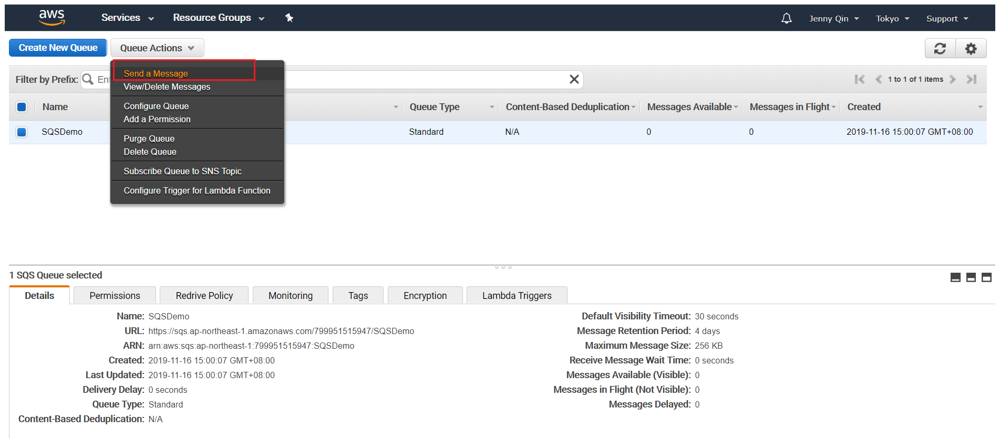 aws Services Resource Groups Jenny Qin Tokyo Support
Create New Queue Queue Actions
Send a Message
View/Delete Messages
Configure Queue
Add a Permission
Purge Queue
Delete Queue
Subscribe Queue to SNS Topic
Configure Trigger for Lambda Function
Filter by Prefix: 1 to 1 of 1 items
Name Queue Type Content-Based Deduplication Messages Available Messages in Flight Created
SQSDemo Standard N/A 0 0 2019-11-16 15:00:07 GMT+08:00
1 SQS Queue selected
Details Permissions Redrive Policy Monitoring Tags Encryption Lambda Triggers
Name: SQSDemo
URL: https://sqs.ap-northeast-1.amazonaws.com/799951515947/SQSDemo
ARN: arn:aws:sqs:ap-northeast-1:799951515947:SQSDemo
Created: 2019-11-16 15:00:07 GMT+08:00
Last Updated: 2019-11-16 15:00:07 GMT+08:00
Delivery Delay: 0 seconds
Queue Type: Standard
Content-Based Deduplication: N/A
Default Visibility Timeout: 30 seconds
Message Retention Period: 4 days
Maximum Message Size: 256 KB
Receive Message Wait Time: 0 seconds
Messages Available (Visible): 0
Messages in Flight (Not Visible): 0
Messages Delayed: 0